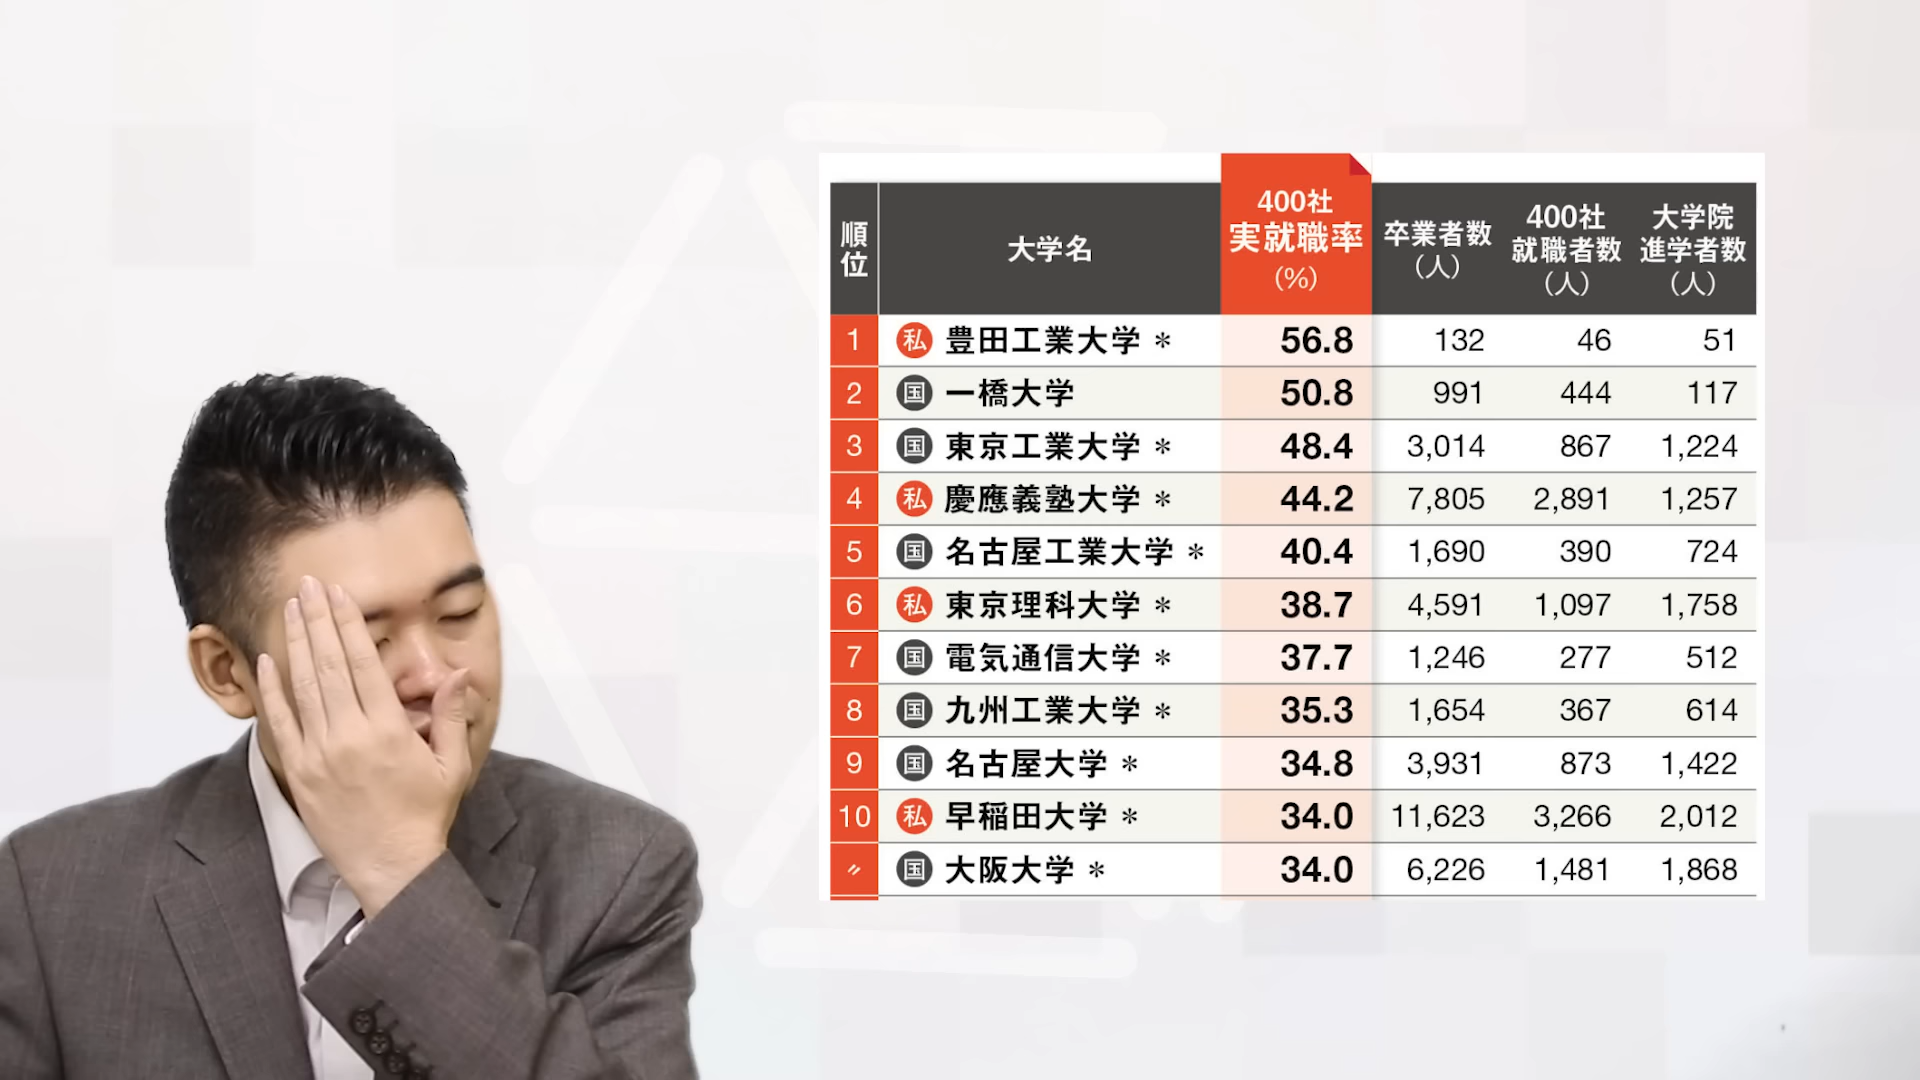 順位 大学名 400社実就職率(%) 卒業者数(人) 400社就職者数(人) 大学院進学者数(人)
1 私 豊田工業大学 * 56.8 132 46 51
2 国 一橋大学 50.8 991 444 117
3 国 東京工業大学 * 48.4 3,014 867 1,224
4 私 慶應義塾大学 * 44.2 7,805 2,891 1,257
5 国 名古屋工業大学 * 40.4 1,690 390 724
6 私 東京理科大学 * 38.7 4,591 1,097 1,758
7 国 電気通信大学 * 37.7 1,246 277 512
8 国 九州工業大学 * 35.3 1,654 367 614
9 国 名古屋大学 * 34.8 3,931 873 1,422
10 私 早稲田大学 * 34.0 11,623 3,266 2,012
〃 国 大阪大学 * 34.0 6,226 1,481 1,868